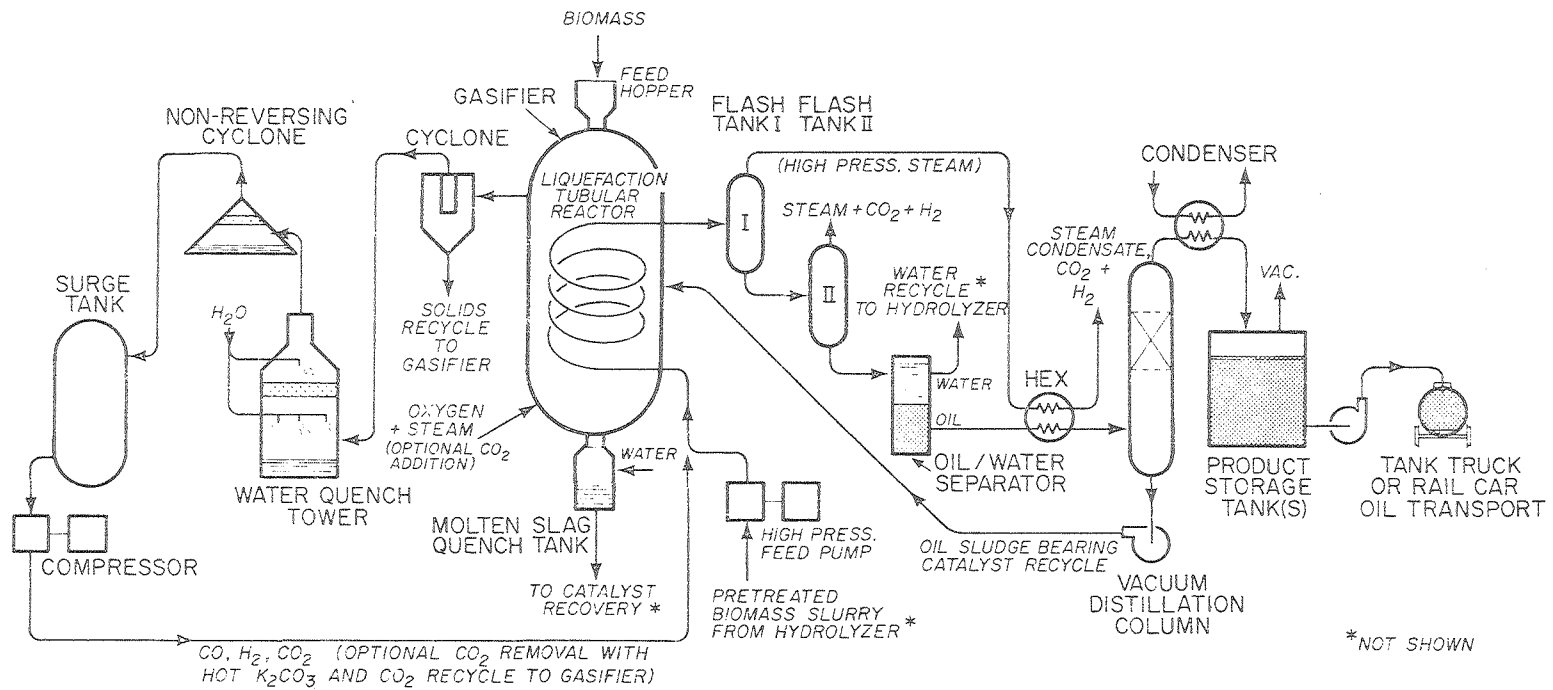 BIOMASS
FEED
HOPPER
GASIFIER
NON-REVERSING
CYCLONE
CYCLONE
FLASH FLASH
TANK I TANK II
(HIGH PRESS. STEAM)
CONDENSER
LIQUEFACTION
TUBULAR
REACTOR
I
STEAM + CO₂ + H₂
II
STEAM
CONDENSATE,
CO₂ +
H₂
WATER
RECYCLE *
TO HYDROLYZER
VAC.
SURGE
TANK
H₂O
SOLIDS
RECYCLE
TO
GASIFIER
WATER
HEX
OIL
OXYGEN
+ STEAM
(OPTIONAL CO₂
ADDITION)
WATER
OIL/WATER
SEPARATOR
PRODUCT
STORAGE
TANK(S)
TANK TRUCK
OR RAIL CAR
OIL TRANSPORT
WATER QUENCH
TOWER
MOLTEN SLAG
QUENCH TANK
HIGH PRESS.
FEED PUMP
OIL SLUDGE BEARING
CATALYST RECYCLE
COMPRESSOR
TO CATALYST
RECOVERY *
PRETREATED
BIOMASS SLURRY
FROM HYDROLYZER *
VACUUM
DISTILLATION
COLUMN
*NOT SHOWN
CO, H₂, CO₂ (OPTIONAL CO₂ REMOVAL WITH
HOT K₂CO₃ AND CO₂ RECYCLE TO GASIFIER)